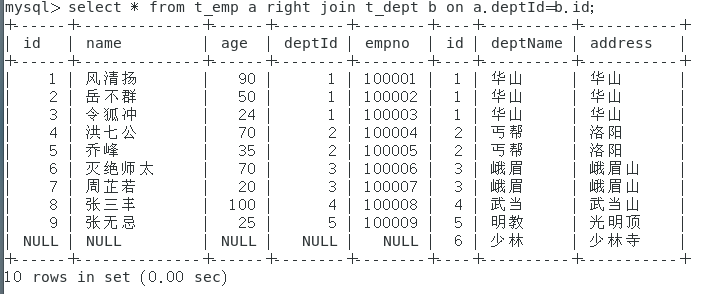 mysql> select * from t_emp a right join t_dept b on a.deptId=b.id;
+------+--------------+------+--------+--------+----+----------+-----------+
| id | name | age | deptId | empno | id | deptName | address |
+------+--------------+------+--------+--------+----+----------+-----------+
| 1 | 风清扬 | 90 | 1 | 100001 | 1 | 华山 | 华山 |
| 2 | 岳不群 | 50 | 1 | 100002 | 1 | 华山 | 华山 |
| 3 | 令狐冲 | 24 | 1 | 100003 | 1 | 华山 | 华山 |
| 4 | 洪七公 | 70 | 2 | 100004 | 2 | 丐帮 | 洛阳 |
| 5 | 乔峰 | 35 | 2 | 100005 | 2 | 丐帮 | 洛阳 |
| 6 | 灭绝师太 | 70 | 3 | 100006 | 3 | 峨眉 | 峨眉山 |
| 7 | 周芷若 | 20 | 3 | 100007 | 3 | 峨眉 | 峨眉山 |
| 8 | 张三丰 | 100 | 4 | 100008 | 4 | 武当 | 武当山 |
| 9 | 张无忌 | 25 | 5 | 100009 | 5 | 明教 | 光明顶 |
| NULL | NULL | NULL | NULL | NULL | 6 | 少林 | 少林寺 |
+------+--------------+------+--------+--------+----+----------+-----------+
10 rows in set (0.00 sec)